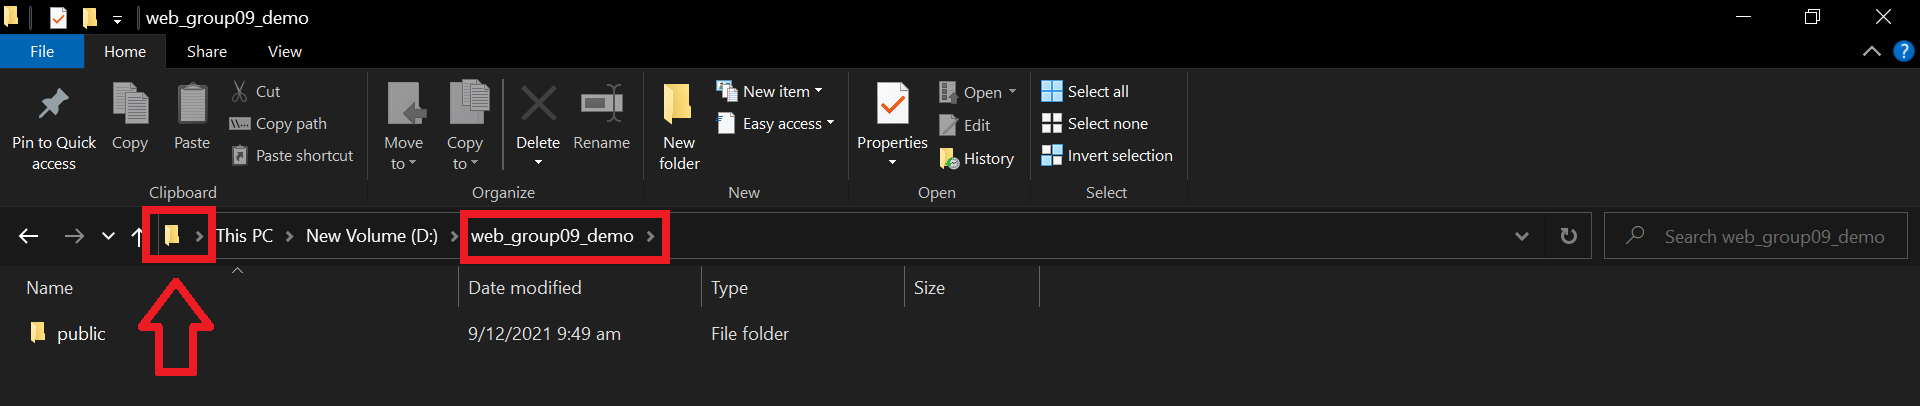 web_group09_demo
File Home Share View
Pin to Quick access
Copy
Paste
Cut
Copy path
Paste shortcut
Clipboard
Move to
Copy to
Delete
Rename
Organize
New folder
New item
Easy access
New
Properties
Open
Edit
History
Open
Select all
Select none
Invert selection
Select
This PC New Volume (D:) web_group09_demo Search web_group09_demo
Name Date modified Type Size
public 9/12/2021 9:49 am File folder